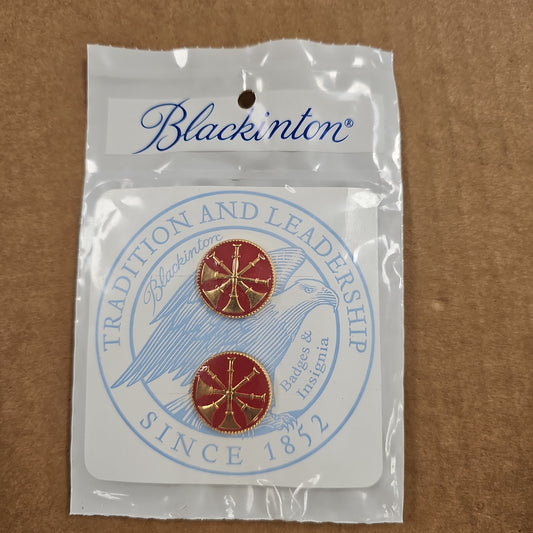 Blackinton®
TRADITION AND LEADERSHIP
Blackinton
Badges &
Insignia
SINCE 1852